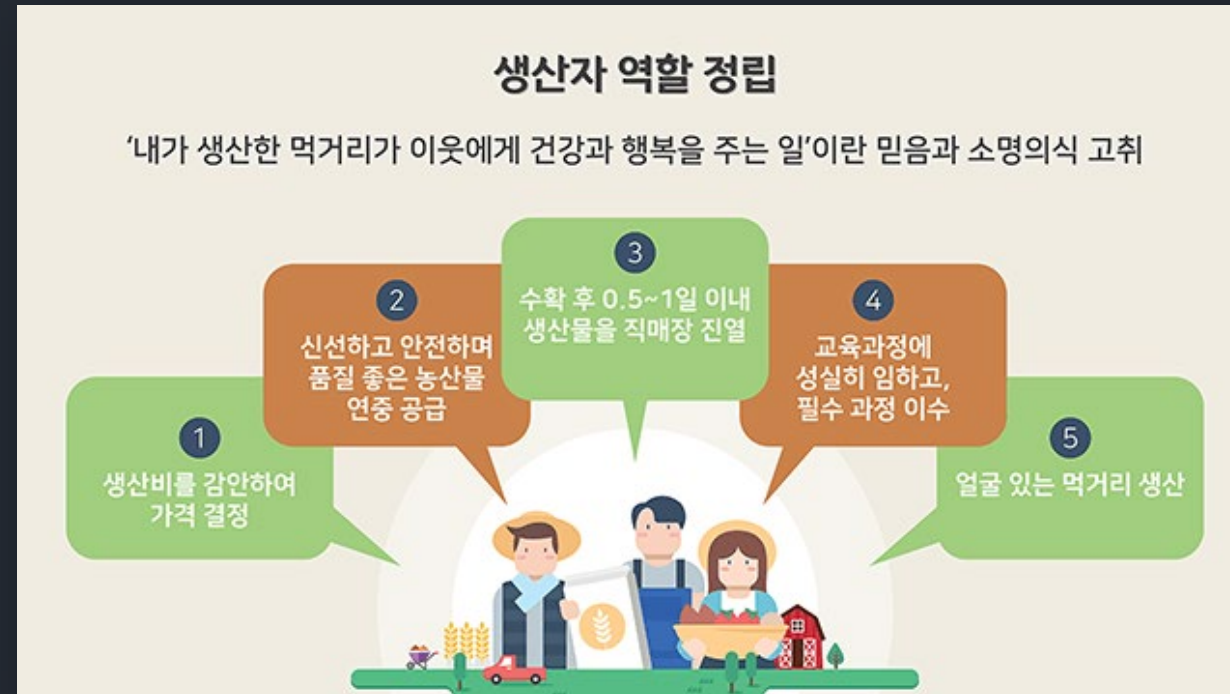 생산자 역할 정립
‘내가 생산한 먹거리가 이웃에게 건강과 행복을 주는 일’이란 믿음과 소명의식 고취
1
생산비를 감안하여
가격 결정
2
신선하고 안전하며
품질 좋은 농산물
연중 공급
3
수확 후 0.5~1일 이내
생산물을 직매장 진열
4
교육과정에
성실히 임하고,
필수 과정 이수
5
얼굴 있는 먹거리 생산